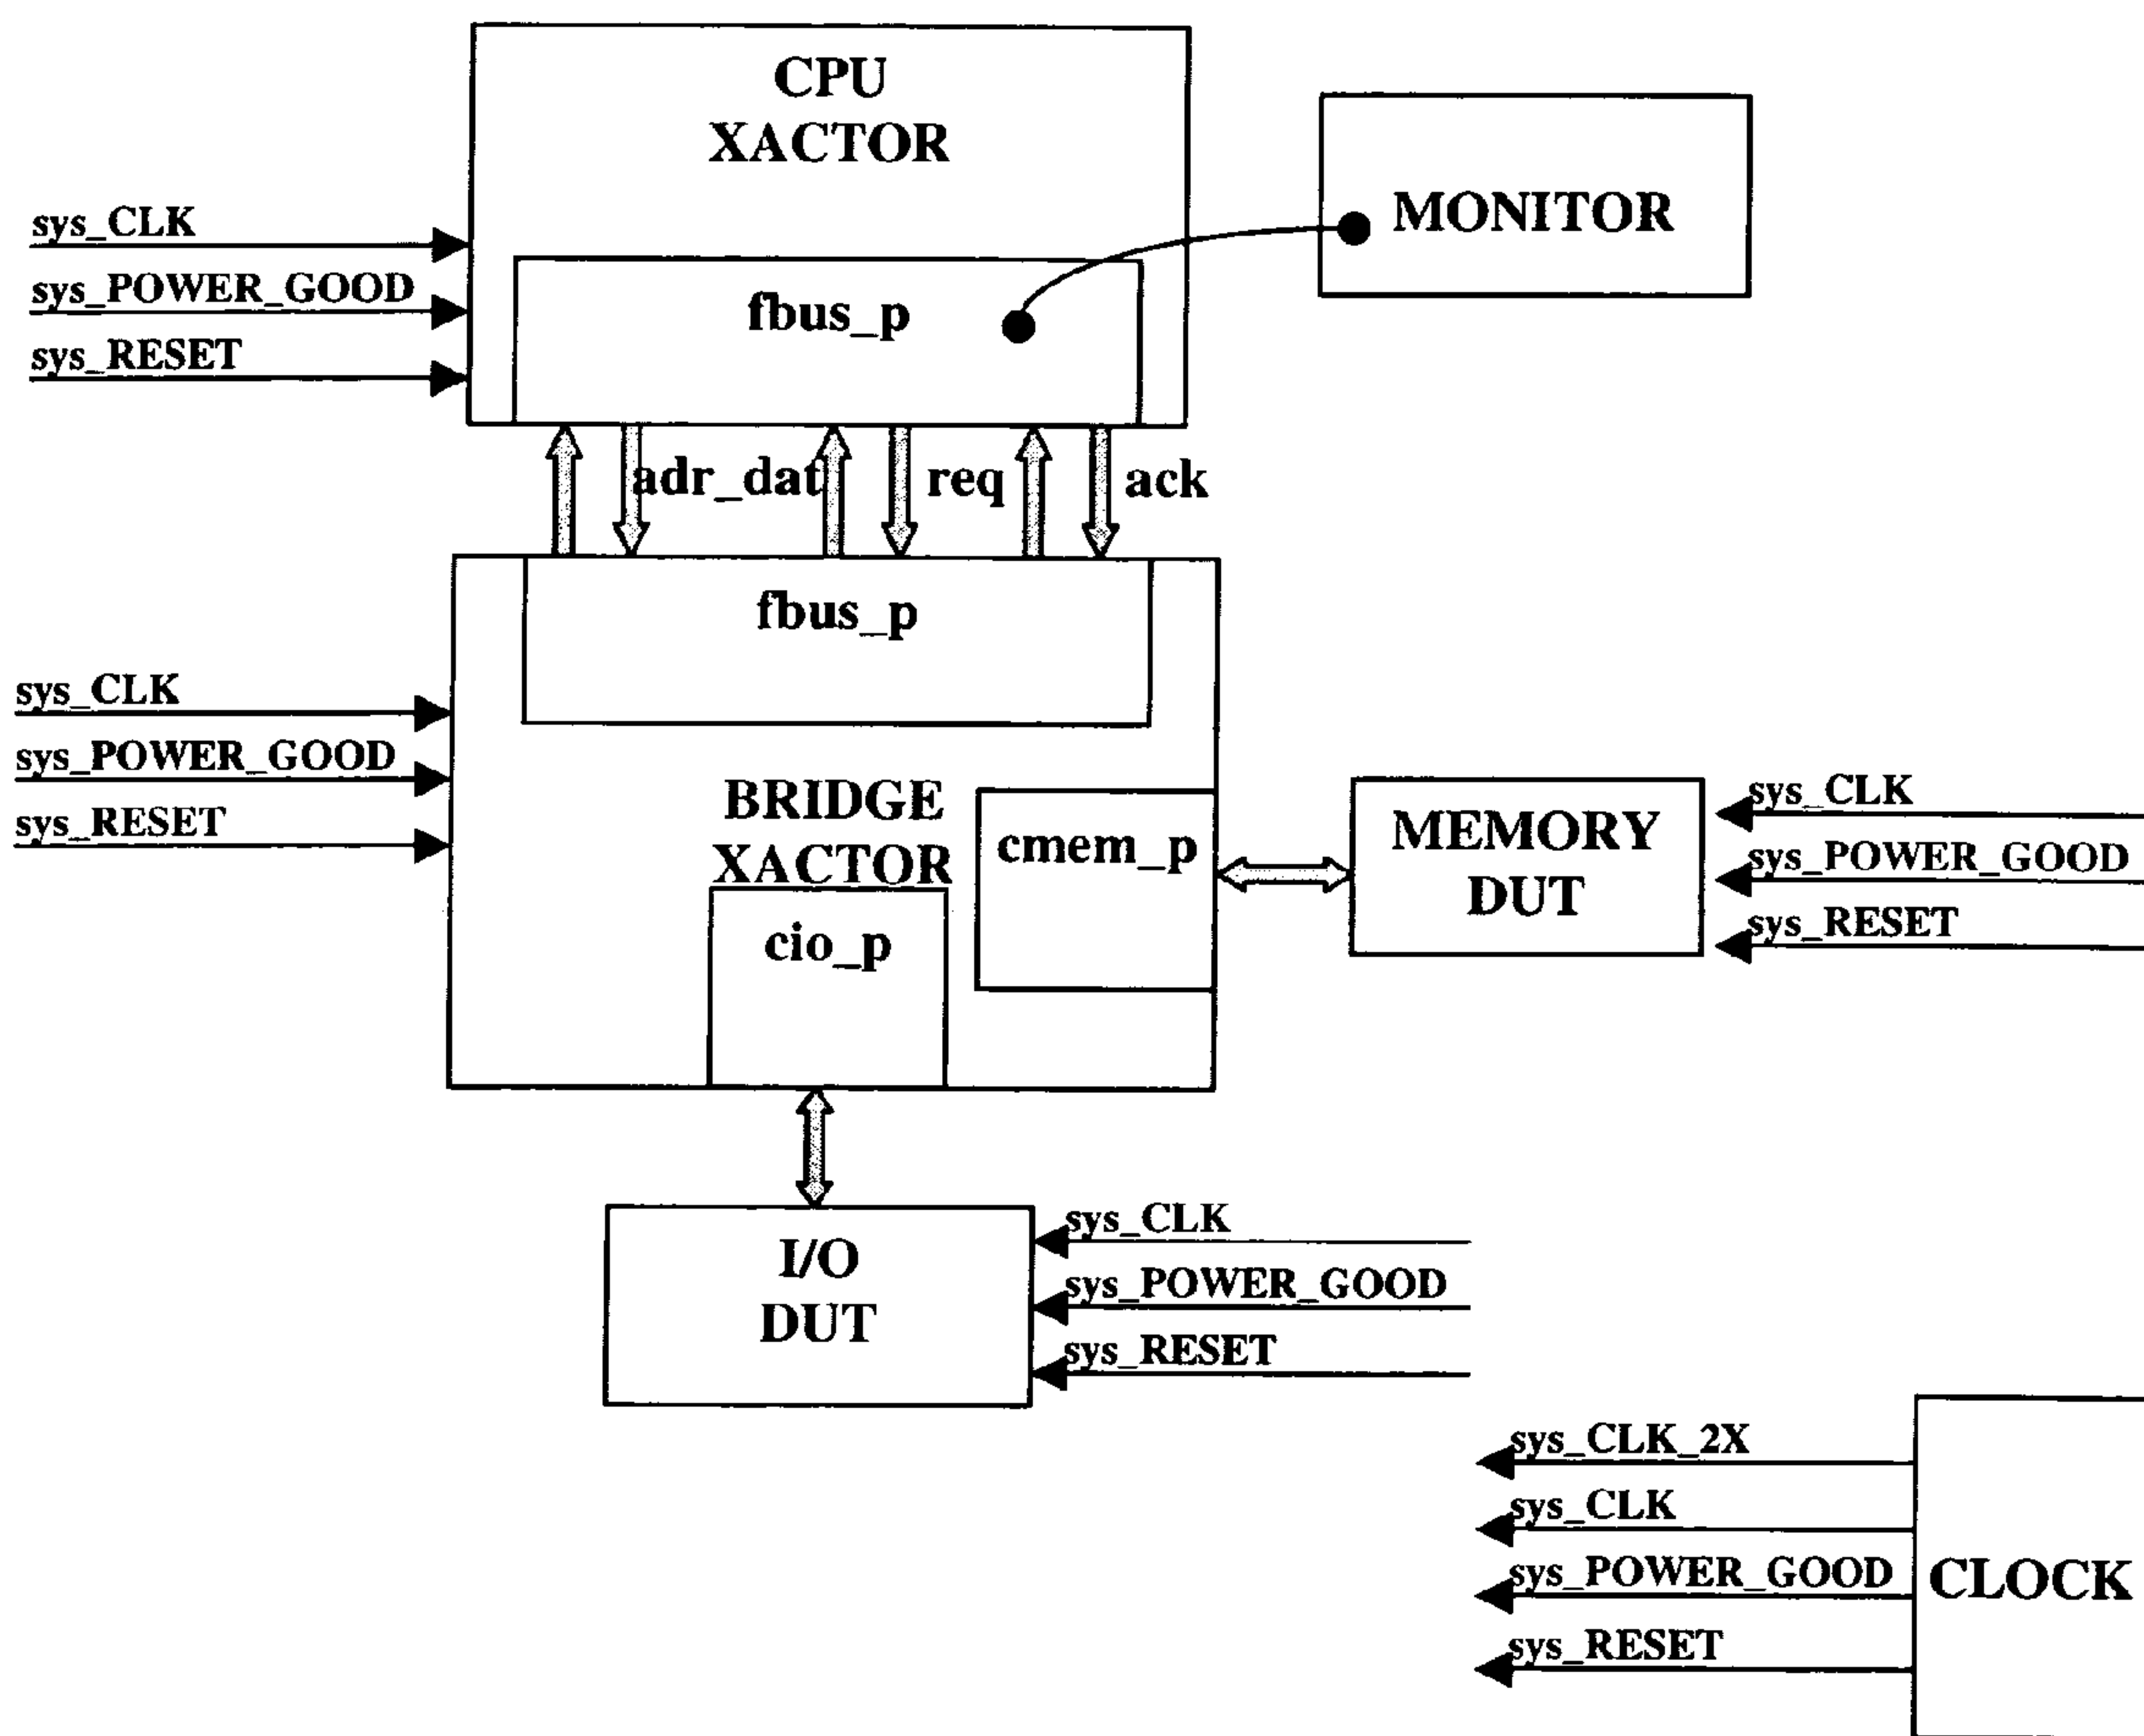 CPU
XACTOR
MONITOR
sys_CLK
sys_POWER_GOOD
sys_RESET
fbus_p
adr_dat
req
ack
fbus_p
sys_CLK
sys_POWER_GOOD
sys_RESET
BRIDGE
XACTOR
cmem_p
cio_p
MEMORY
DUT
sys_CLK
sys_POWER_GOOD
sys_RESET
I/O
DUT
sys_CLK
sys_POWER_GOOD
sys_RESET
sys_CLK_2X
sys_CLK
sys_POWER_GOOD
sys_RESET
CLOCK